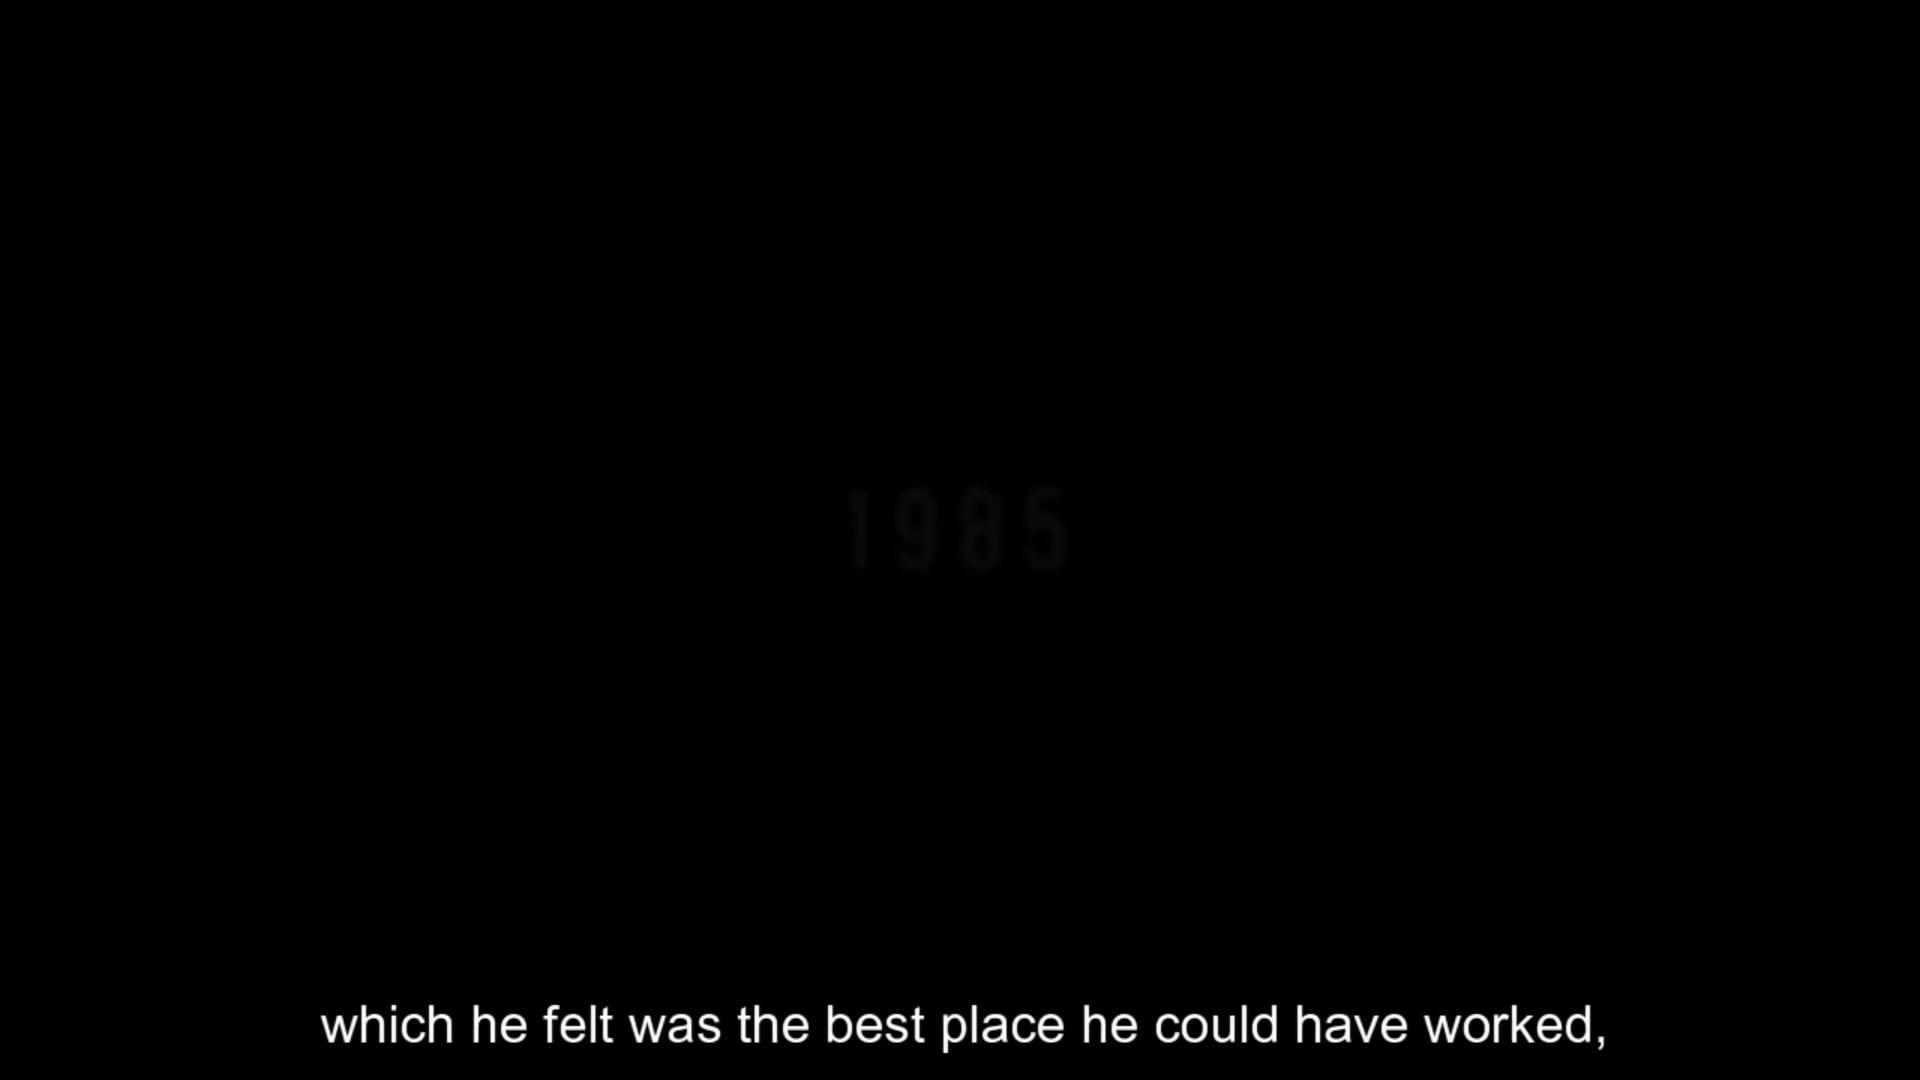 1985
which he felt was the best place he could have worked,